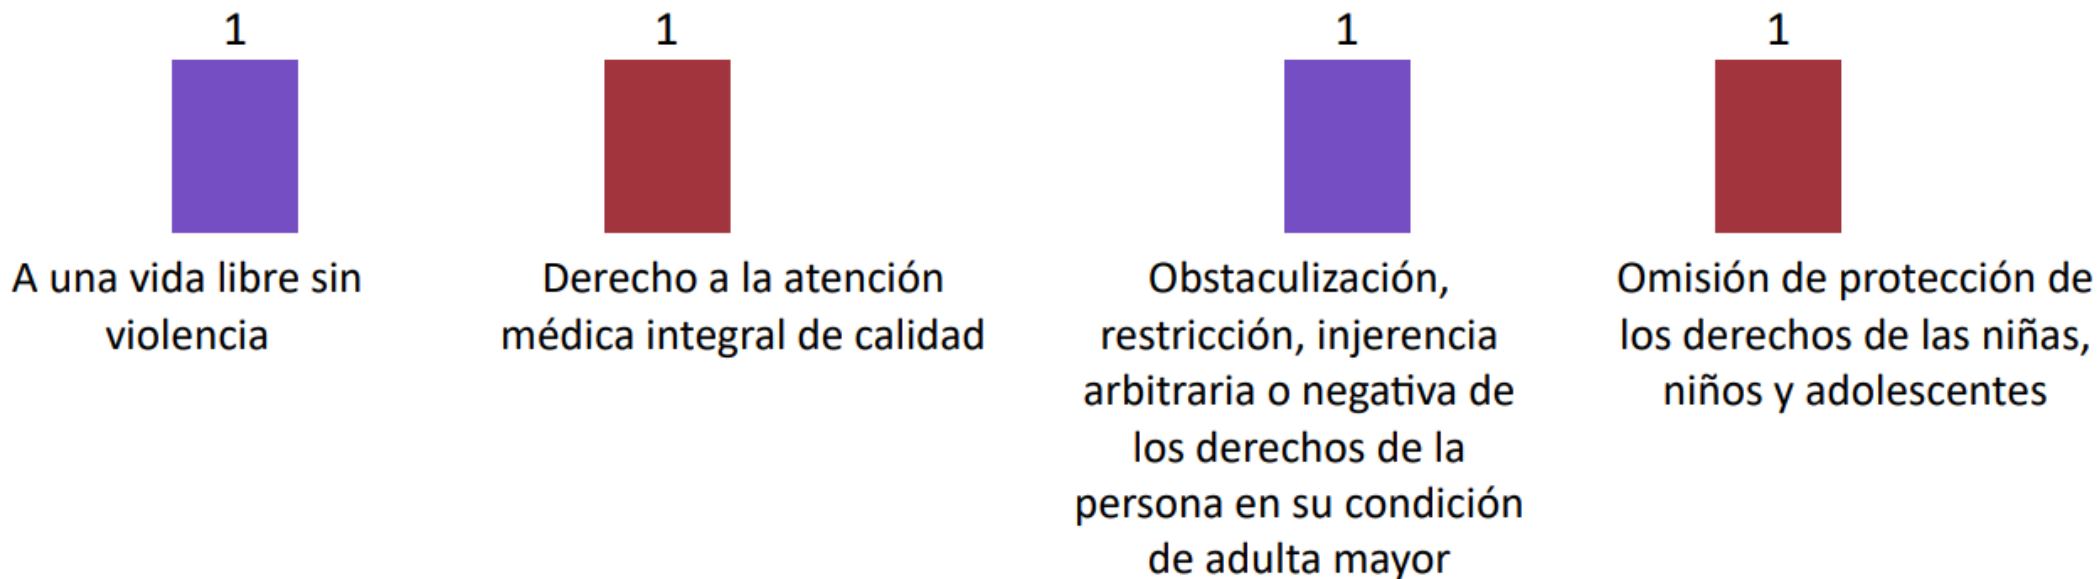 1
1
1
1
A una vida libre sin
violencia
Derecho a la atención
médica integral de calidad
Obstaculización,
restricción, injerencia
arbitraria o negativa de
los derechos de la
persona en su condición
de adulta mayor
Omisión de protección de
los derechos de las niñas,
niños y adolescentes